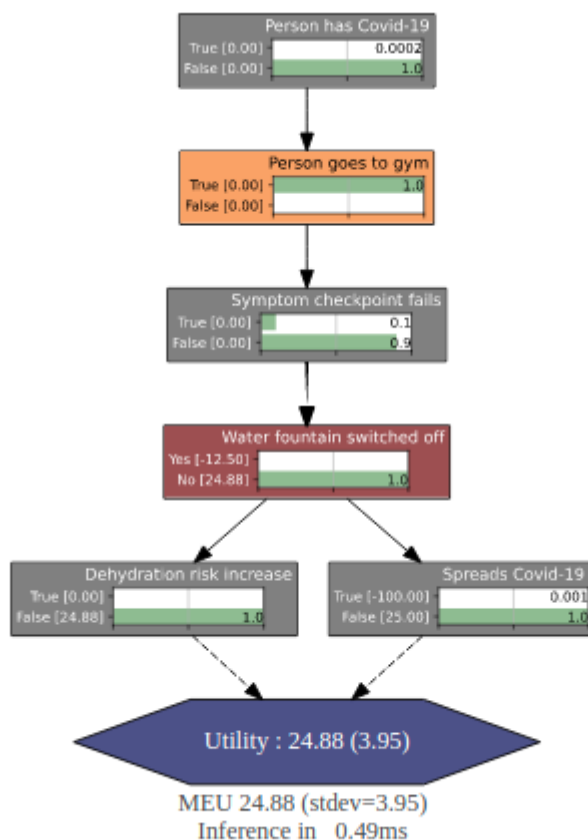 Person has Covid-19
True [0.00] 0.0002
False [0.00] 1.0
Person goes to gym
True [0.00] 1.0
False [0.00]
Symptom checkpoint fails
True [0.00] 0.1
False [0.00] 0.9
Water fountain switched off
Yes [-12.50]
No [24.88] 1.0
Dehydration risk increase
True [0.00]
False [24.88] 1.0
Spreads Covid-19
True [-100.00] 0.001
False [25.00] 1.0
Utility : 24.88 (3.95)
MEU 24.88 (stdev=3.95)
Inference in 0.49ms